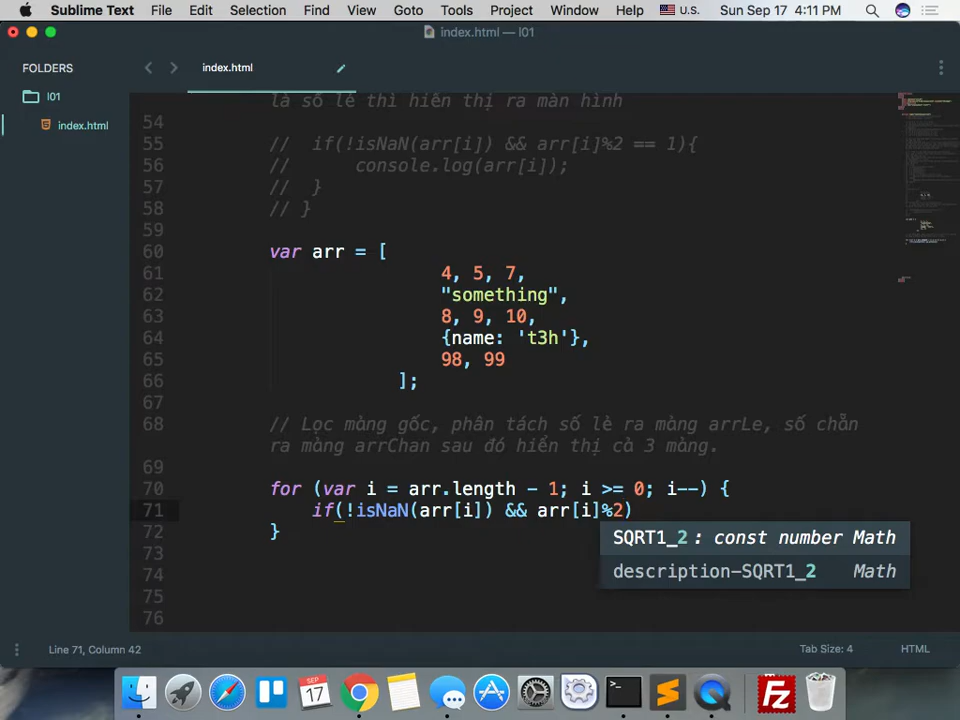 Sublime Text File Edit Selection Find View Goto Tools Project Window Help U.S. Sun Sep 17 4:11 PM
index.html — l01
FOLDERS
l01
index.html
index.html
là số lẻ thì hiển thị ra màn hình
54
55 //  if(!isNaN(arr[i]) && arr[i]%2 == 1){
56 //      console.log(arr[i]);
57 //  }
58 // }
59
60 var arr = [
61 4, 5, 7,
62 "something",
63 8, 9, 10,
64 {name: 't3h'},
65 98, 99
66 ];
67
68 // Lọc mảng gốc, phân tách số lẻ ra mảng arrLe, số chẵn
ra mảng arrChan sau đó hiển thị cả 3 mảng.
69
70 for (var i = arr.length - 1; i >= 0; i--) {
71 if(!isNaN(arr[i]) && arr[i]%2)
72 }
73
74
75
76
SQRT1_2 : const number Math
description-SQRT1_2 Math
Line 71, Column 42
Tab Size: 4
HTML
SEP
17